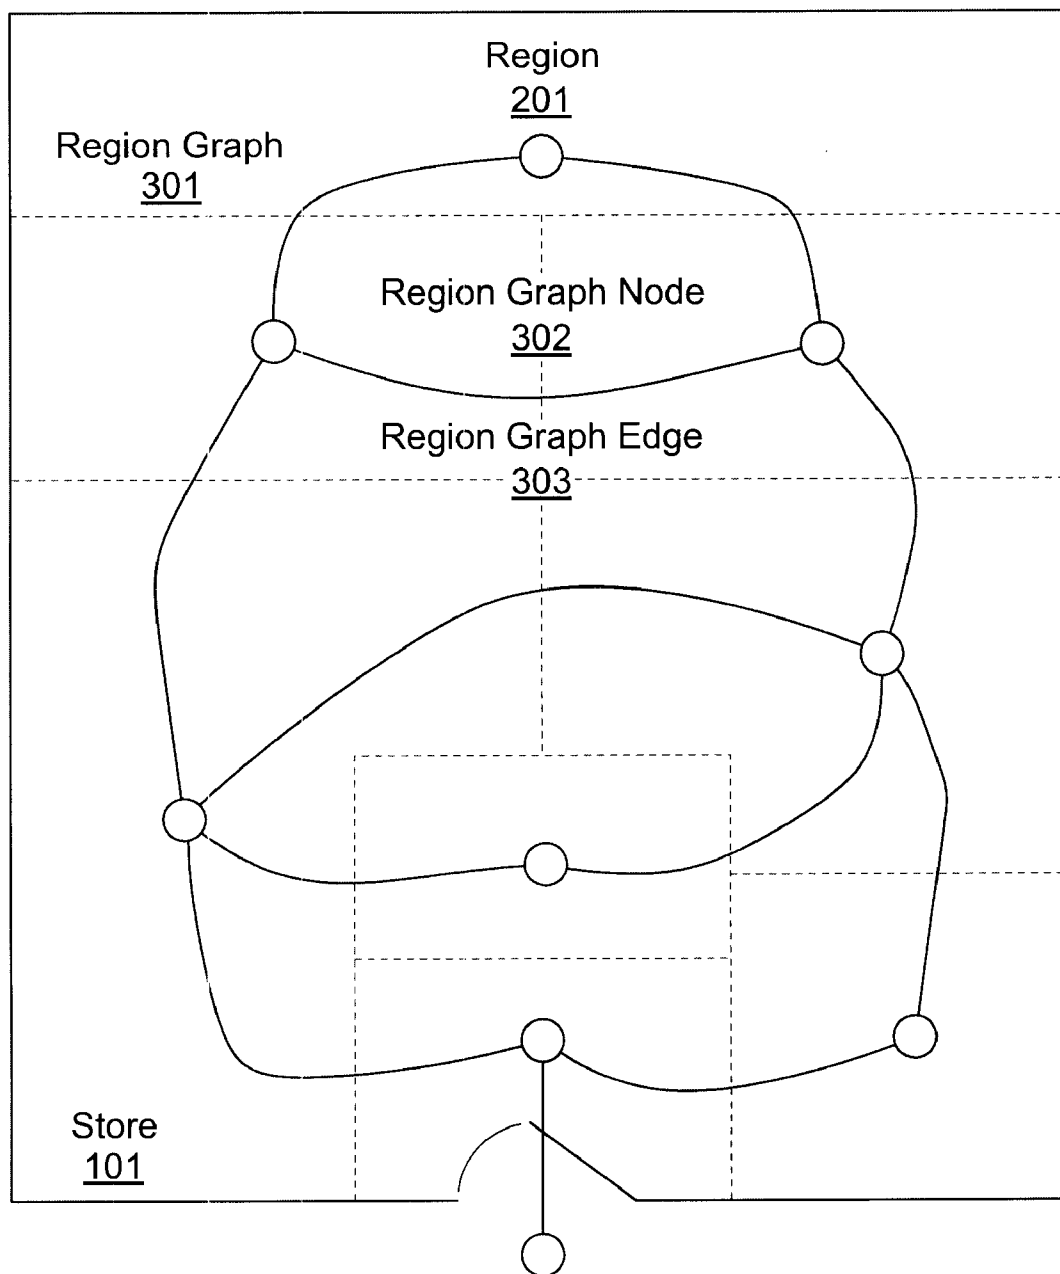 Region
201
Region Graph
301
Region Graph Node
302
Region Graph Edge
303
Store
101